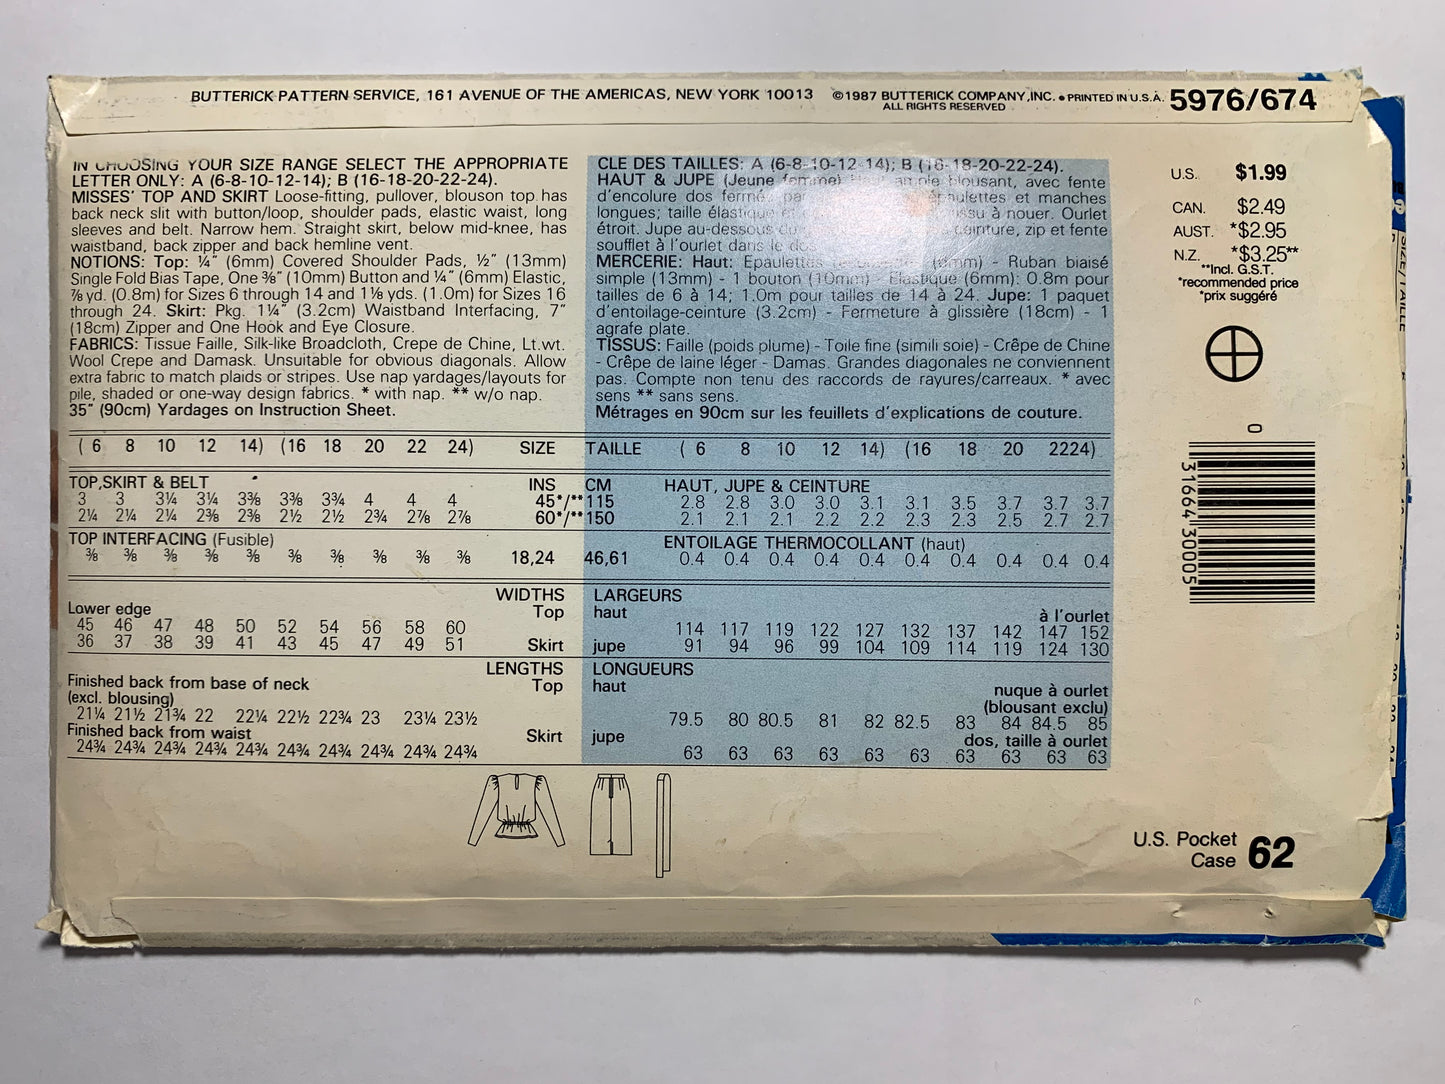 BUTTERICK PATTERN SERVICE, 161 AVENUE OF THE AMERICAS, NEW YORK 10013 ©1987 BUTTERICK COMPANY, INC. • PRINTED IN U.S.A. 5976/674
ALL RIGHTS RESERVED
IN CHOOSING YOUR SIZE RANGE SELECT THE APPROPRIATE
LETTER ONLY: A (6-8-10-12-14); B (16-18-20-22-24).
MISSES' TOP AND SKIRT Loose-fitting, pullover, blouson top has
back neck slit with button/loop, shoulder pads, elastic waist, long
sleeves and belt. Narrow hem. Straight skirt, below mid-knee, has
waistband, back zipper and back hemline vent.
NOTIONS: Top: ¼" (6mm) Covered Shoulder Pads, ½" (13mm)
Single Fold Bias Tape, One ⅜" (10mm) Button and ¼" (6mm) Elastic,
⅞ yd. (0.8m) for Sizes 6 through 14 and 1⅛ yds. (1.0m) for Sizes 16
through 24. Skirt: Pkg. 1¼" (3.2cm) Waistband Interfacing, 7"
(18cm) Zipper and One Hook and Eye Closure.
FABRICS: Tissue Faille, Silk-like Broadcloth, Crepe de Chine, Lt.wt.
Wool Crepe and Damask. Unsuitable for obvious diagonals. Allow
extra fabric to match plaids or stripes. Use nap yardages/layouts for
pile, shaded or one-way design fabrics. * with nap. ** w/o nap.
35" (90cm) Yardages on Instruction Sheet.
CLE DES TAILLES: A (6-8-10-12-14); B (16-18-20-22-24).
HAUT & JUPE (Jeune femme) ample blousant, avec fente
d'encolure dos fermé par épaulettes et manches
longues; taille élastique et à nouer. Ourlet
étroit. Jupe au-dessous du ceinture, zip et fente
soufflet à l'ourlet dans le dos
MERCERIE: Haut: Epaulettes (6mm) - Ruban biaisé
simple (13mm) - 1 bouton (10mm) - Elastique (6mm): 0.8m pour
tailles de 6 à 14; 1.0m pour tailles de 14 à 24. Jupe: 1 paquet
d'entoilage-ceinture (3.2cm) - Fermeture à glissière (18cm) - 1
agrafe plate.
TISSUS: Faille (poids plume) - Toile fine (simili soie) - Crêpe de Chine
- Crêpe de laine léger - Damas. Grandes diagonales ne conviennent
pas. Compte non tenu des raccords de rayures/carreaux. * avec
sens ** sans sens.
Métrages en 90cm sur les feuillets d'explications de couture.
U.S. $1.99
CAN. $2.49
AUST. *$2.95
N.Z. *$3.25**
**Incl. G.S.T.
*recommended price
*prix suggéré
0
31664 30005
(6 8 10 12 14) (16 18 20 22 24) SIZE TAILLE (6 8 10 12 14) (16 18 20 2224)
TOP, SKIRT & BELT INS CM HAUT, JUPE & CEINTURE
3 3 3¼ 3¼ 3⅜ 3⅜ 3¾ 4 4 4 45*/** 115 2.8 2.8 3.0 3.0 3.1 3.1 3.5 3.7 3.7 3.7
2¼ 2¼ 2¼ 2⅜ 2⅜ 2½ 2½ 2¾ 2⅞ 2⅞ 60*/** 150 2.1 2.1 2.1 2.2 2.2 2.3 2.3 2.5 2.7 2.7
TOP INTERFACING (Fusible) ENTOILAGE THERMOCOLLANT (haut)
⅜ ⅜ ⅜ ⅜ ⅜ ⅜ ⅜ ⅜ ⅜ ⅜ 18,24 46,61 0.4 0.4 0.4 0.4 0.4 0.4 0.4 0.4 0.4 0.4
WIDTHS LARGEURS
Lower edge Top haut à l'ourlet
45 46 47 48 50 52 54 56 58 60 114 117 119 122 127 132 137 142 147 152
36 37 38 39 41 43 45 47 49 51 Skirt jupe 91 94 96 99 104 109 114 119 124 130
LENGTHS LONGUEURS
Finished back from base of neck Top haut nuque à ourlet
(excl. blousing) (blousant exclu)
21¼ 21½ 21¾ 22 22¼ 22½ 22¾ 23 23¼ 23½ 79.5 80 80.5 81 82 82.5 83 84 84.5 85
Finished back from waist Skirt jupe dos, taille à ourlet
24¾ 24¾ 24¾ 24¾ 24¾ 24¾ 24¾ 24¾ 24¾ 24¾ 63 63 63 63 63 63 63 63 63 63
U.S. Pocket
Case 62
SIZE/TAILLE